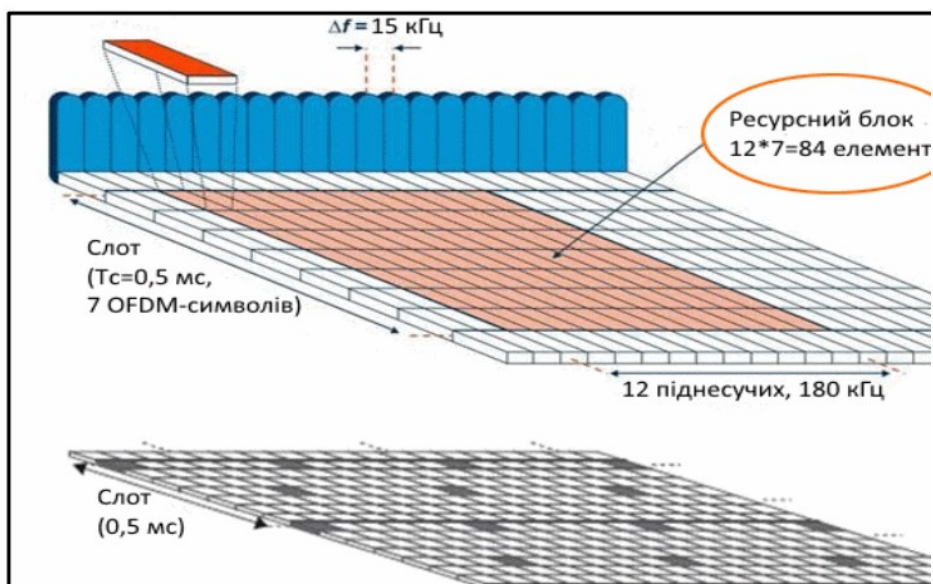 Δf = 15 кГц
Ресурсний блок
12*7=84 елемент
Слот
(Тс=0,5 мс,
7 OFDM-символів)
12 піднесучих, 180 кГц
Слот
(0,5 мс)